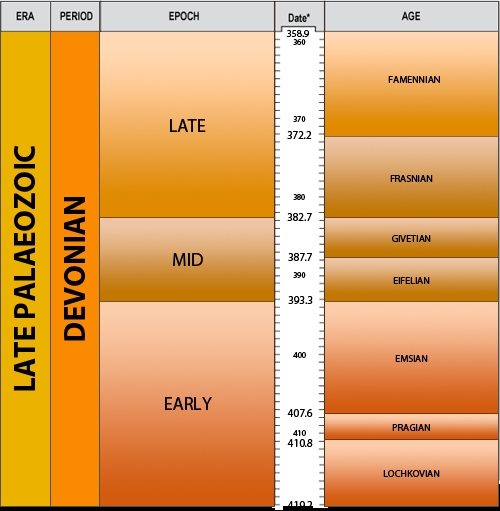 ERA PERIOD EPOCH Date* AGE
358.9
360
FAMENNIAN
370
LATE
372.2
FRASNIAN
380
382.7
GIVETIAN
387.7
MID
390
EIFELIAN
393.3
LATE PALAEOZOIC
DEVONIAN
400
EMSIAN
EARLY
407.6
PRAGIAN
410
410.8
LOCHKOVIAN